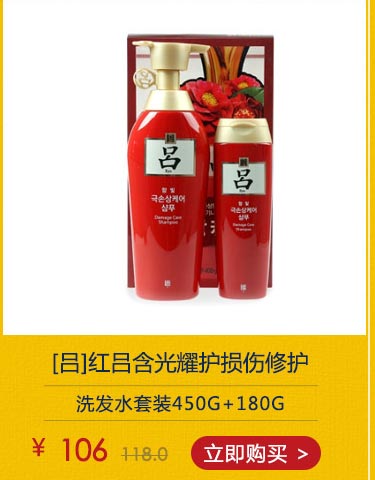 呂
呂
Ryo
함빛
극손상케어
샴푸
Damage Care
Shampoo
呂
함빛
극손상케어
샴푸
Damage Care
Shampoo
[吕]红吕含光耀护损伤修护
洗发水套装450G+180G
¥ 106 118.0 立即购买 >